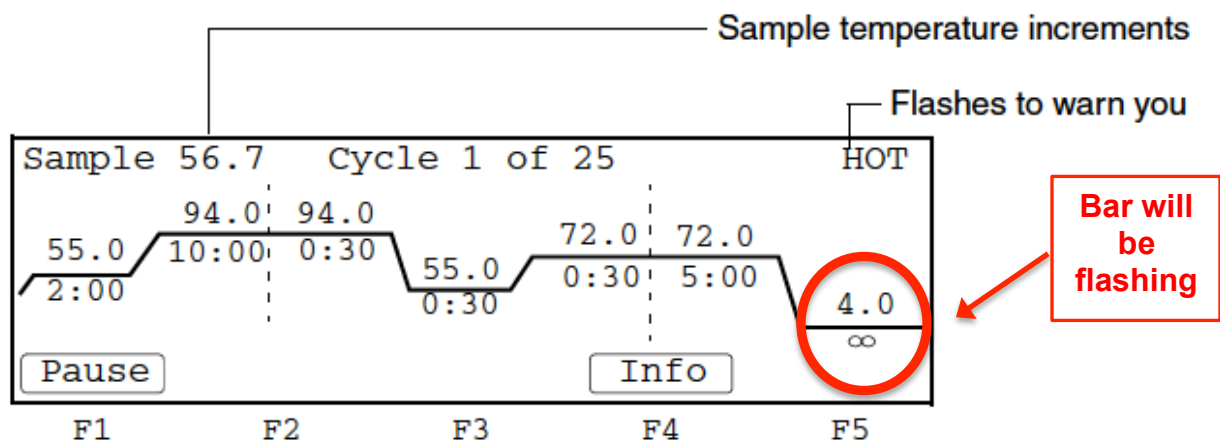 Sample temperature increments
Flashes to warn you
Sample 56.7 Cycle 1 of 25 HOT
94.0 94.0
55.0 10:00 0:30 72.0 72.0
2:00 55.0 0:30 5:00
0:30 4.0
∞
Bar will
be
flashing
Pause Info
F1 F2 F3 F4 F5